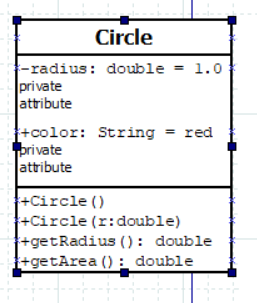 Circle
-radius: double = 1.0
private
attribute
+color: String = red
private
attribute
+Circle()
+Circle(r:double)
+getRadius(): double
+getArea(): double